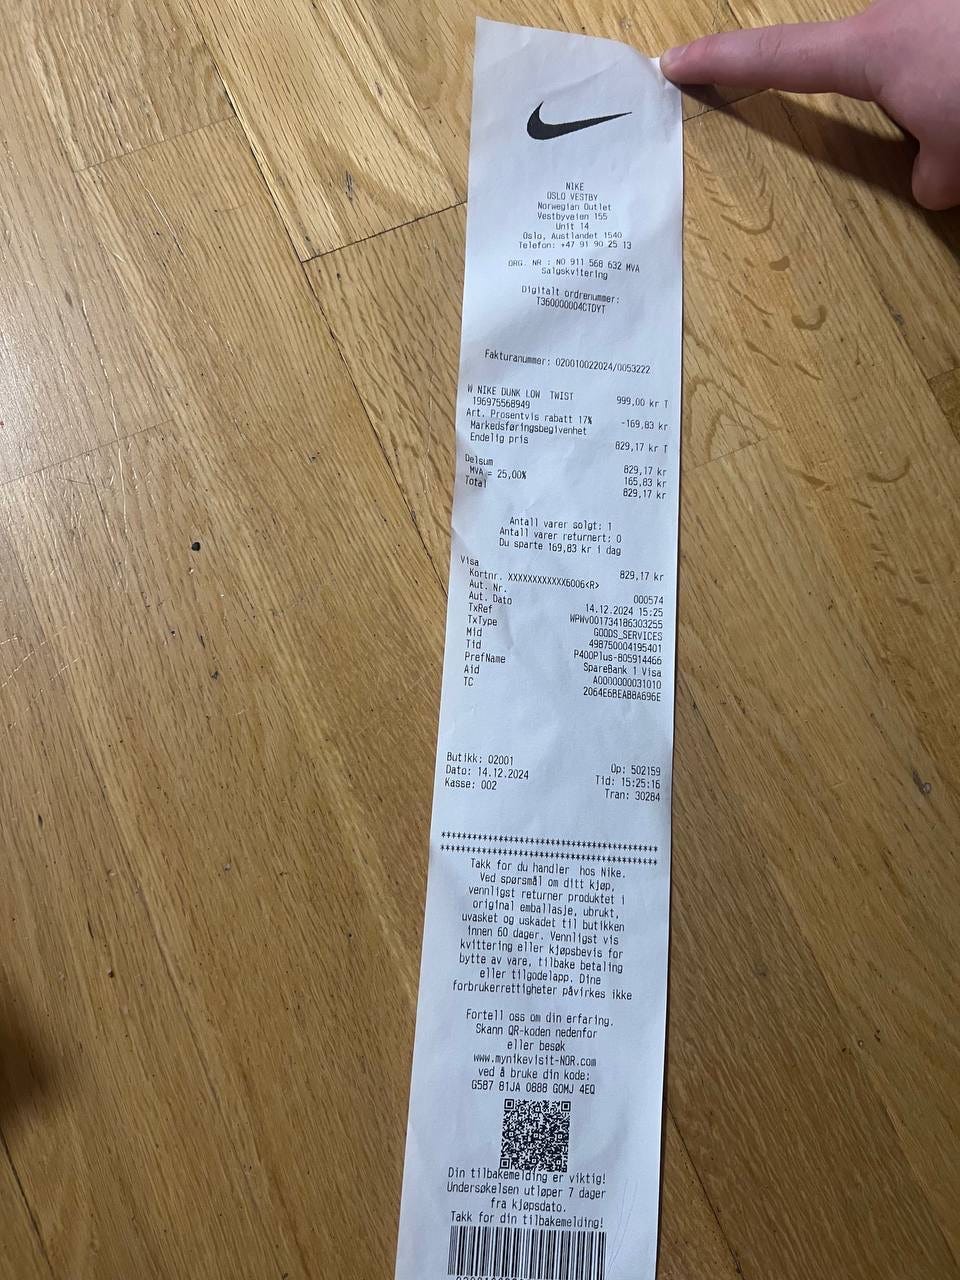 NIKE
OSLO VESTBY
Norwegian Outlet
Vestbyveien 155
Unit 14
Oslo, Austlandet 1540
Telefon: +47 91 90 25 13
ORG. NR : NO 911 568 632 MVA
Salgskvittering
Digitalt ordrenummer:
T360000004CTDYT
Fakturanummer: 020010022024/0053222
W NIKE DUNK LOW TWIST 999,00 kr T
196975568949
Art. Prosentvis rabatt 17% -169,83 kr
Markedsføringsbegivenhet
Endelig pris 829,17 kr T
Delsum 829,17 kr
MVA = 25,00% 165,83 kr
Total 829,17 kr
Antall varer solgt: 1
Antall varer returnert: 0
Du sparte 169,83 kr i dag
Visa 829,17 kr
Kortnr. XXXXXXXXXXXX6006<R>
Aut. Nr. 000574
Aut. Dato 14.12.2024 15:25
TxRef WPWV001734186303255
TxType GOODS_SERVICES
Mid 498750004195401
Tid P400Plus-805914466
PrefName SpareBank 1 Visa
Aid A0000000031010
TC 2064E6BEABBA696E
Butikk: 02001 Op: 502159
Dato: 14.12.2024 Tid: 15:25:16
Kasse: 002 Tran: 30284
****************************************
****************************************
Takk for du handler hos Nike.
Ved spørsmål om ditt kjøp,
vennligst returner produktet i
original emballasje, ubrukt,
uvasket og uskadet til butikken
innen 60 dager. Vennligst vis
kvittering eller kjøpsbevis for
bytte av vare, tilbake betaling
eller tilgodelapp. Dine
forbrukerrettigheter påvirkes ikke
Fortell oss om din erfaring.
Skann QR-koden nedenfor
eller besøk
www.mynikevisit-NOR.com
ved å bruke din kode:
G587 81JA 0888 G0MJ 4EQ
Din tilbakemelding er viktig!
Undersøkelsen utløper 7 dager
fra kjøpsdato.
Takk for din tilbakemelding!